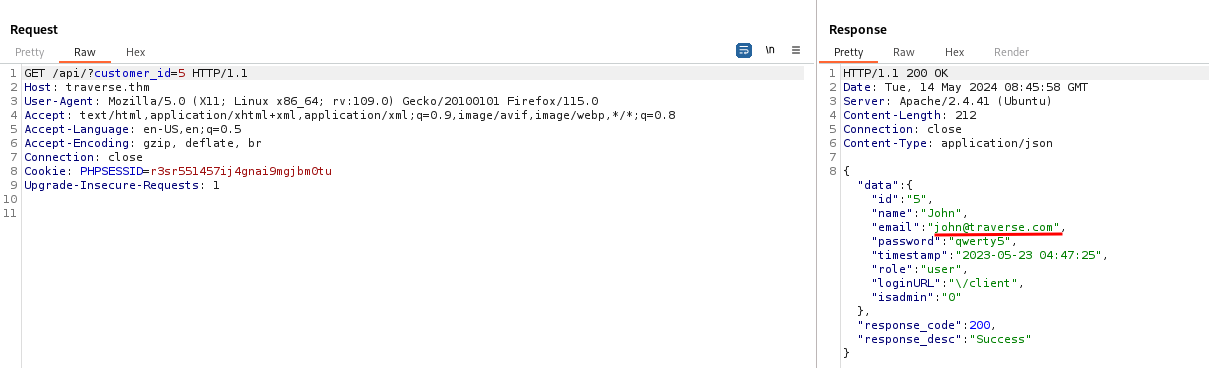 Request
Pretty Raw Hex
\n
1 GET /api/?customer_id=5 HTTP/1.1
2 Host: traverse.thm
3 User-Agent: Mozilla/5.0 (X11; Linux x86_64; rv:109.0) Gecko/20100101 Firefox/115.0
4 Accept: text/html,application/xhtml+xml,application/xml;q=0.9,image/avif,image/webp,*/*;q=0.8
5 Accept-Language: en-US,en;q=0.5
6 Accept-Encoding: gzip, deflate, br
7 Connection: close
8 Cookie: PHPSESSID=r3sr551457ij4gnai9mgjbm0tu
9 Upgrade-Insecure-Requests: 1
10
11
Response
Pretty Raw Hex Render
1 HTTP/1.1 200 OK
2 Date: Tue, 14 May 2024 08:45:58 GMT
3 Server: Apache/2.4.41 (Ubuntu)
4 Content-Length: 212
5 Connection: close
6 Content-Type: application/json
7
8 {
"data":{
"id":"5",
"name":"John",
"email":"john@traverse.com",
"password":"qwerty5",
"timestamp":"2023-05-23 04:47:25",
"role":"user",
"loginURL":"\/client",
"isadmin":"0"
},
"response_code":200,
"response_desc":"Success"
}